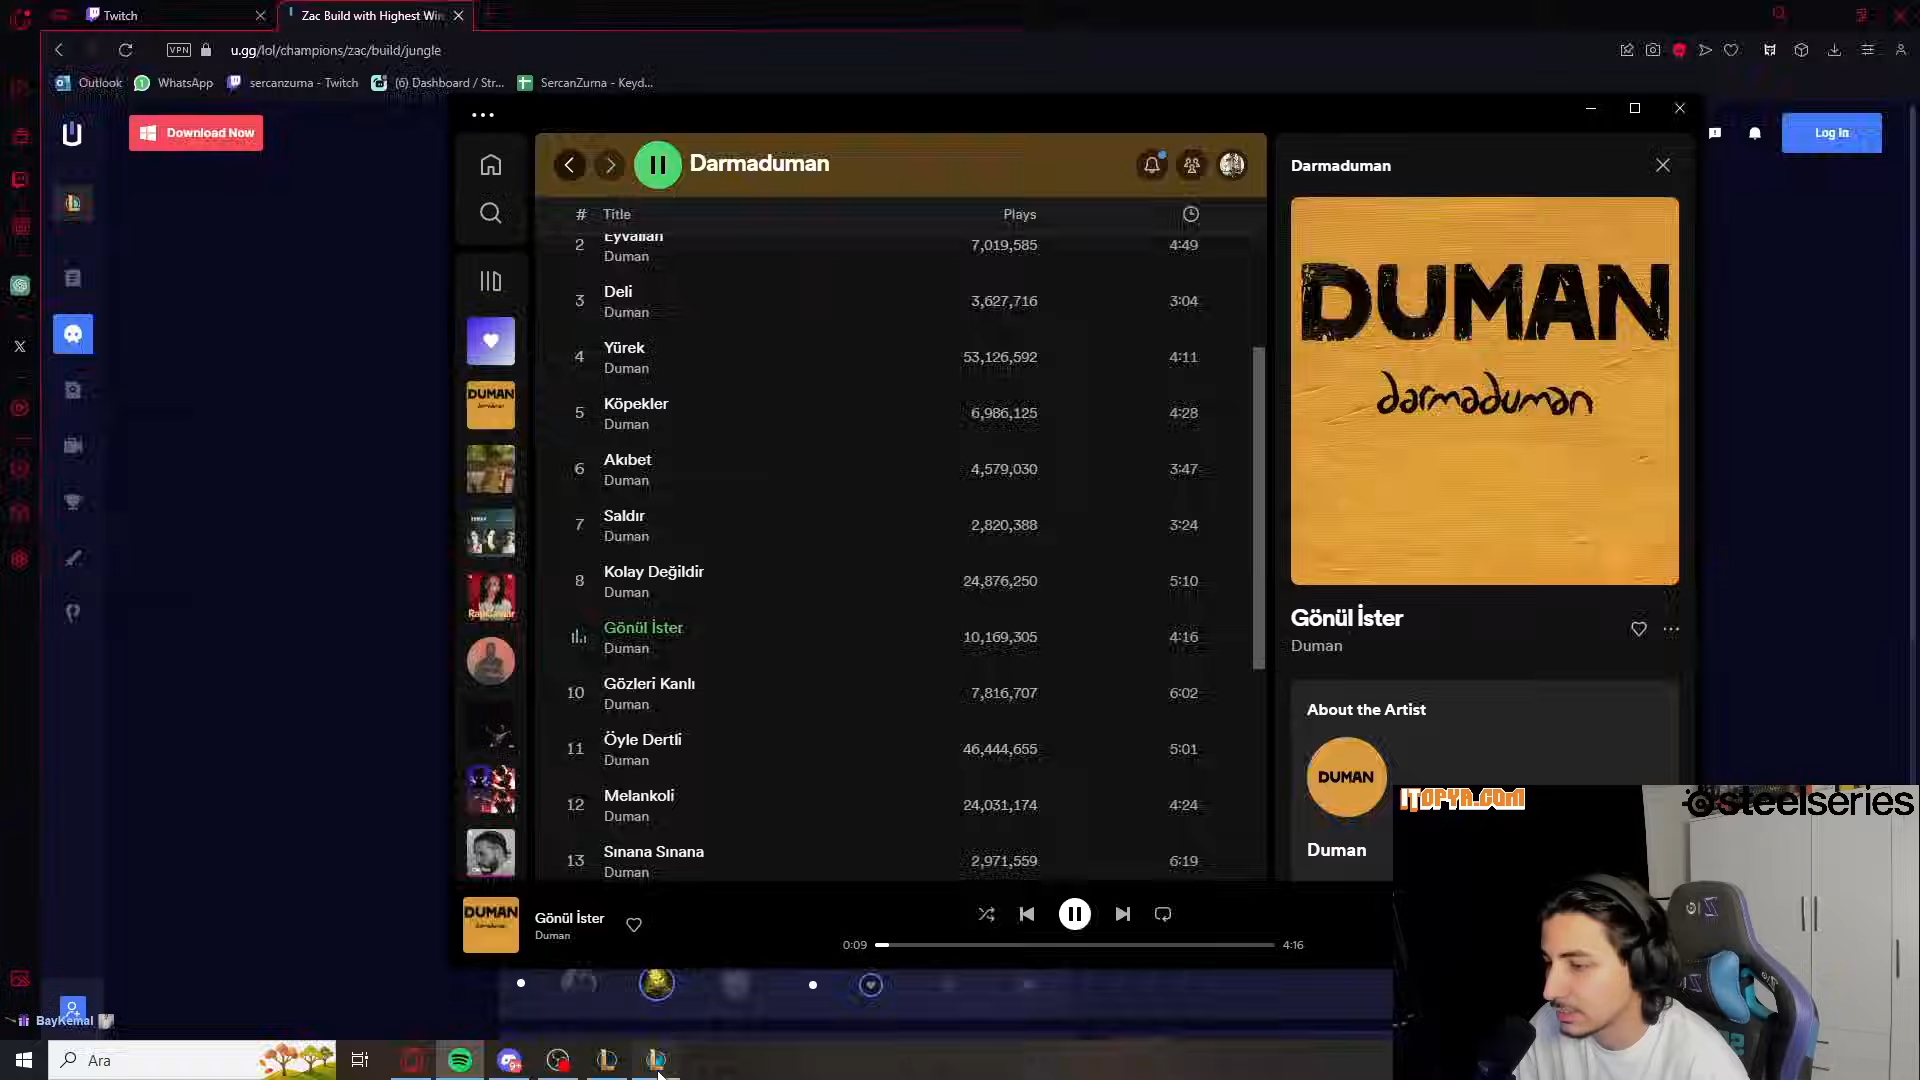 Twitch
Zac Build with Highest Win
VPN
u.gg/lol/champions/zac/build/jungle
Outlook
WhatsApp
sercanzuma - Twitch
(6) Dashboard / Str...
SercanZuma - Keyd...
Download Now
Log In
Darmaduman
# Title Plays
2 Eyvallah 7,019,585 4:49
Duman
3 Deli 3,627,716 3:04
Duman
4 Yürek 53,126,592 4:11
Duman
5 Köpekler 6,986,125 4:28
Duman
6 Akıbet 4,579,030 3:47
Duman
7 Saldır 2,820,388 3:24
Duman
8 Kolay Değildir 24,876,250 5:10
Duman
Gönül İster 10,169,305 4:16
Duman
10 Gözleri Kanlı 7,816,707 6:02
Duman
11 Öyle Dertli 46,444,655 5:01
Duman
12 Melankoli 24,031,174 4:24
Duman
13 Sınana Sınana 2,971,559 6:19
Duman
DUMAN
RapCaviar
Darmaduman
DUMAN
darmaduman
Gönül İster
Duman
About the Artist
DUMAN
Duman
DUMAN
Gönül İster
Duman
0:09
4:16
ITOPYA.COM
steelseries
BayKemal
Ara
9+